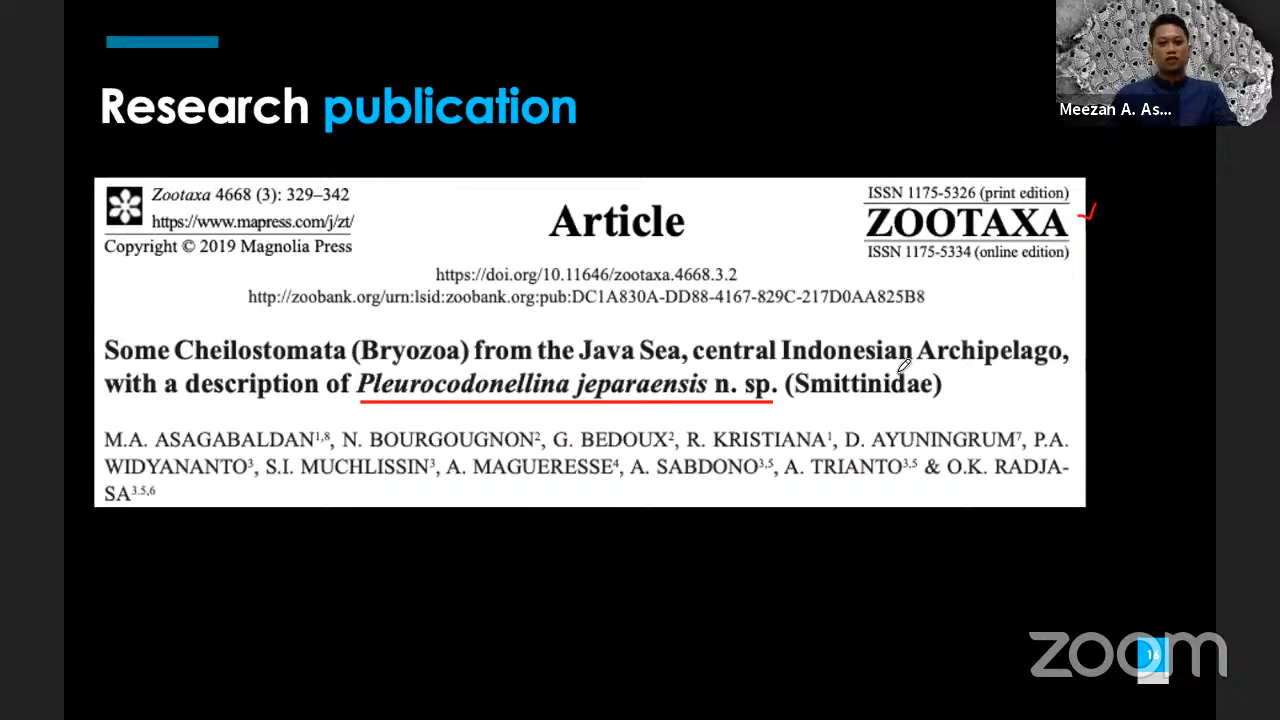 Research publication
Meezan A. As...
Zootaxa 4668 (3): 329–342
https://www.mapress.com/j/zt/
Copyright © 2019 Magnolia Press
Article
ISSN 1175-5326 (print edition)
ZOOTAXA
ISSN 1175-5334 (online edition)
https://doi.org/10.11646/zootaxa.4668.3.2
http://zoobank.org/urn:lsid:zoobank.org:pub:DC1A830A-DD88-4167-829C-217D0AA825B8
Some Cheilostomata (Bryozoa) from the Java Sea, central Indonesian Archipelago,
with a description of Pleurocodonellina jeparaensis n. sp. (Smittinidae)
M.A. ASAGABALDAN1,8, N. BOURGOUGNON2, G. BEDOUX2, R. KRISTIANA1, D. AYUNINGRUM7, P.A.
WIDYANANTO3, S.I. MUCHLISSIN3, A. MAGUERESSE4, A. SABDONO3,5, A. TRIANTO3,5 & O.K. RADJA-
SA3.5,6
16
zoom